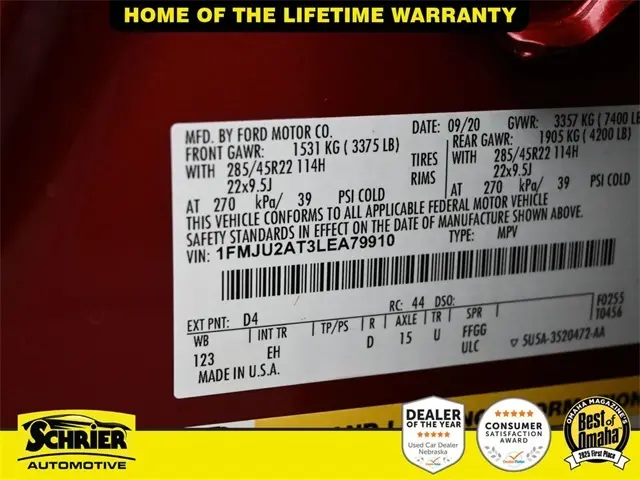 HOME OF THE LIFETIME WARRANTY
MFD. BY FORD MOTOR CO. DATE: 09/20 GVWR: 3357 KG ( 7400 LB
FRONT GAWR: 1531 KG ( 3375 LB) REAR GAWR: 1905 KG ( 4200 LB)
WITH 285/45R22 114H TIRES WITH 285/45R22 114H
22x9.5J RIMS 22x9.5J
AT 270 kPa/ 39 PSI COLD AT 270 kPa/ 39 PSI COLD
THIS VEHICLE CONFORMS TO ALL APPLICABLE FEDERAL MOTOR VEHICLE
SAFETY STANDARDS IN EFFECT ON THE DATE OF MANUFACTURE SHOWN ABOVE.
VIN: 1FMJU2AT3LEA79910 TYPE: MPV
EXT PNT: D4 RC: 44 DSO: F0255
WB INT TR TP/PS R AXLE TR SPR T0456
123 EH D 15 U FFGG
ULC 5U5A-3520472-AA
MADE IN U.S.A.
SCHRIER
AUTOMOTIVE
DEALER
OF THE YEAR
Used Car Dealer
Nebraska
CONSUMER
SATISFACTION
AWARD
OMAHA MAGAZINE'S
Best of
Omaha
2025 First Place